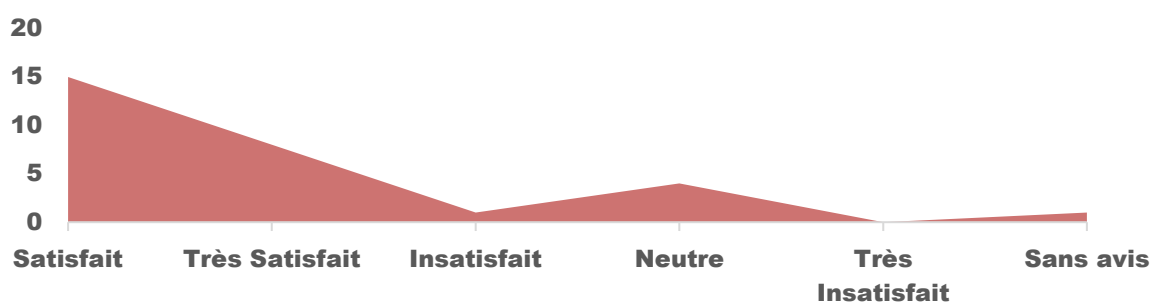 20
15
10
5
0
Satisfait
Très Satisfait
Insatisfait
Neutre
Très
Insatisfait
Sans avis